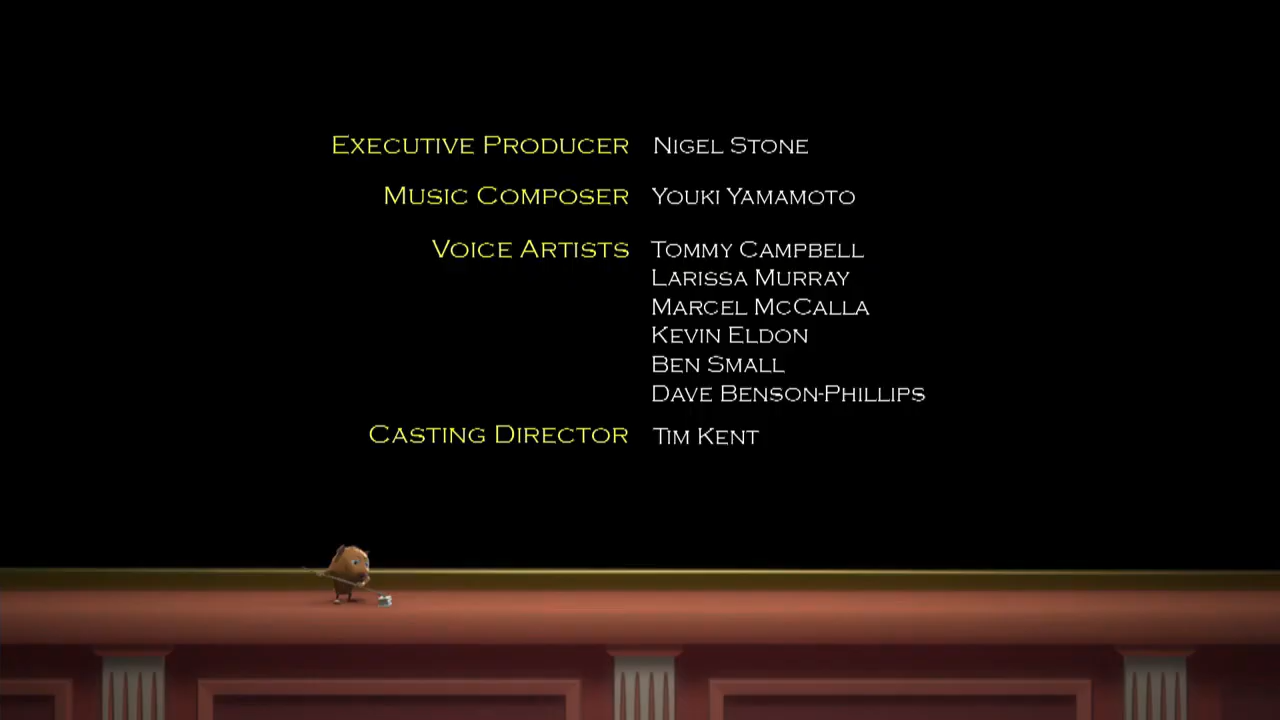 EXECUTIVE PRODUCER NIGEL STONE
MUSIC COMPOSER YOUKI YAMAMOTO
VOICE ARTISTS TOMMY CAMPBELL
LARISSA MURRAY
MARCEL MCCALLA
KEVIN ELDON
BEN SMALL
DAVE BENSON-PHILLIPS
CASTING DIRECTOR TIM KENT